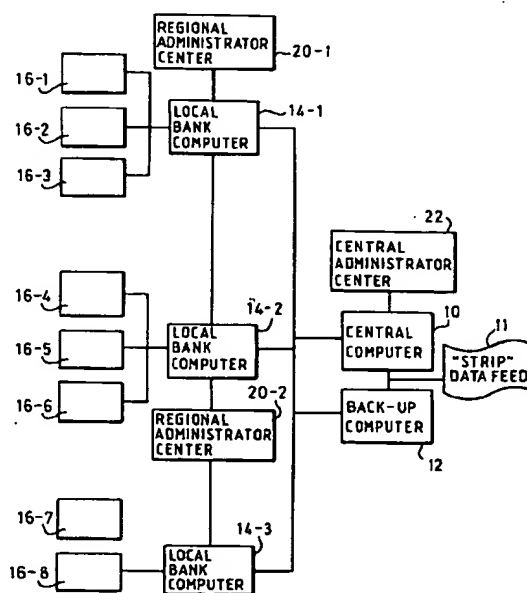 REGIONAL
ADMINISTRATOR
CENTER
20-1
16-1
16-2
16-3
LOCAL
BANK
COMPUTER
14-1
22
CENTRAL
ADMINISTRATOR
CENTER
16-4
16-5
16-6
14-2
LOCAL
BANK
COMPUTER
10
CENTRAL
COMPUTER
11
"STRIP"
DATA FEED
20-2
REGIONAL
ADMINISTRATOR
CENTER
BACK-UP
COMPUTER
12
16-7
16-8
14-3
LOCAL
BANK
COMPUTER